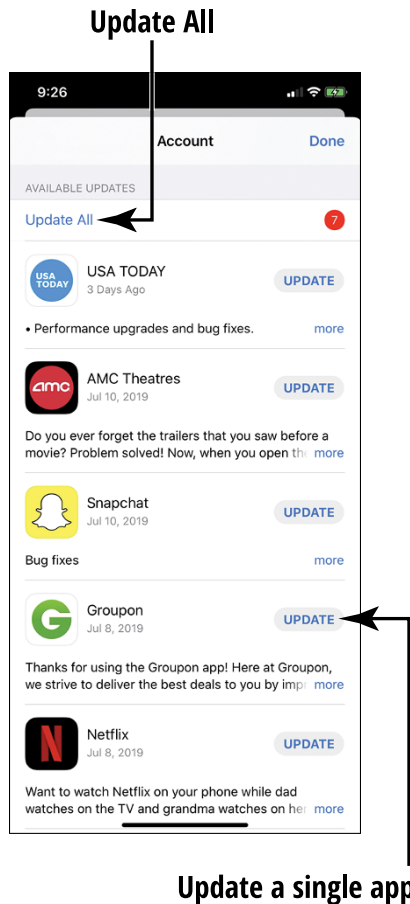 Update All
9:26
Account
Done
AVAILABLE UPDATES
Update All
7
USA TODAY
USA TODAY
3 Days Ago
UPDATE
• Performance upgrades and bug fixes.
more
amc
AMC Theatres
Jul 10, 2019
UPDATE
Do you ever forget the trailers that you saw before a
movie? Problem solved! Now, when you open
more
Snapchat
Jul 10, 2019
UPDATE
Bug fixes
more
G
Groupon
Jul 8, 2019
UPDATE
Thanks for using the Groupon app! Here at Groupon,
we strive to deliver the best deals to you by
more
N
Netflix
Jul 8, 2019
UPDATE
Want to watch Netflix on your phone while dad
watches on the TV and grandma watches on
more
Update a single app